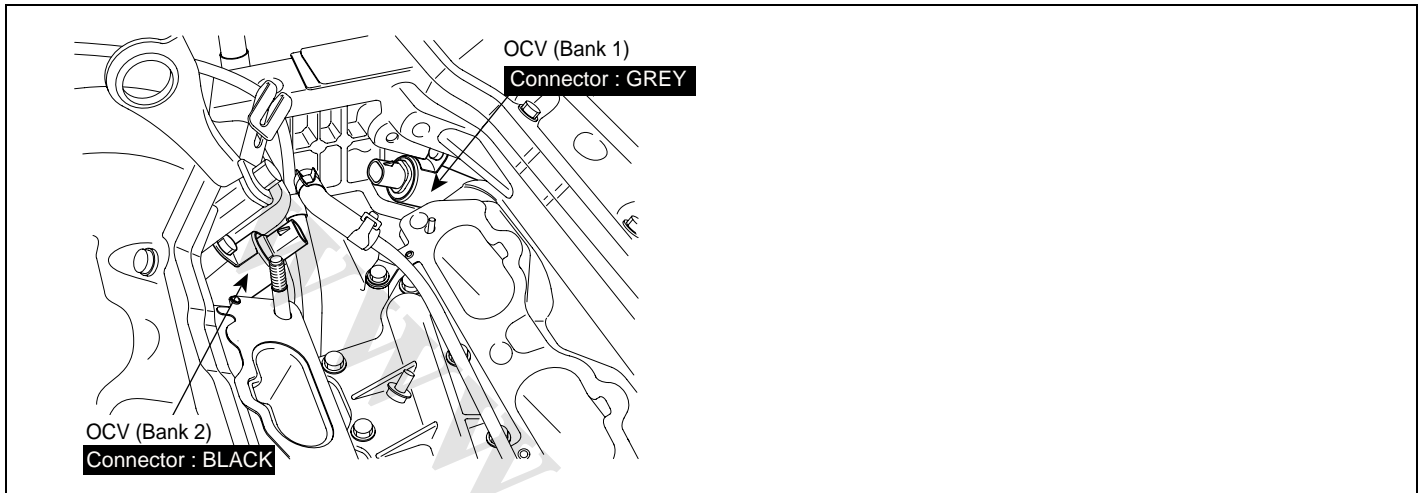 OCV (Bank 1)
Connector : GREY
OCV (Bank 2)
Connector : BLACK